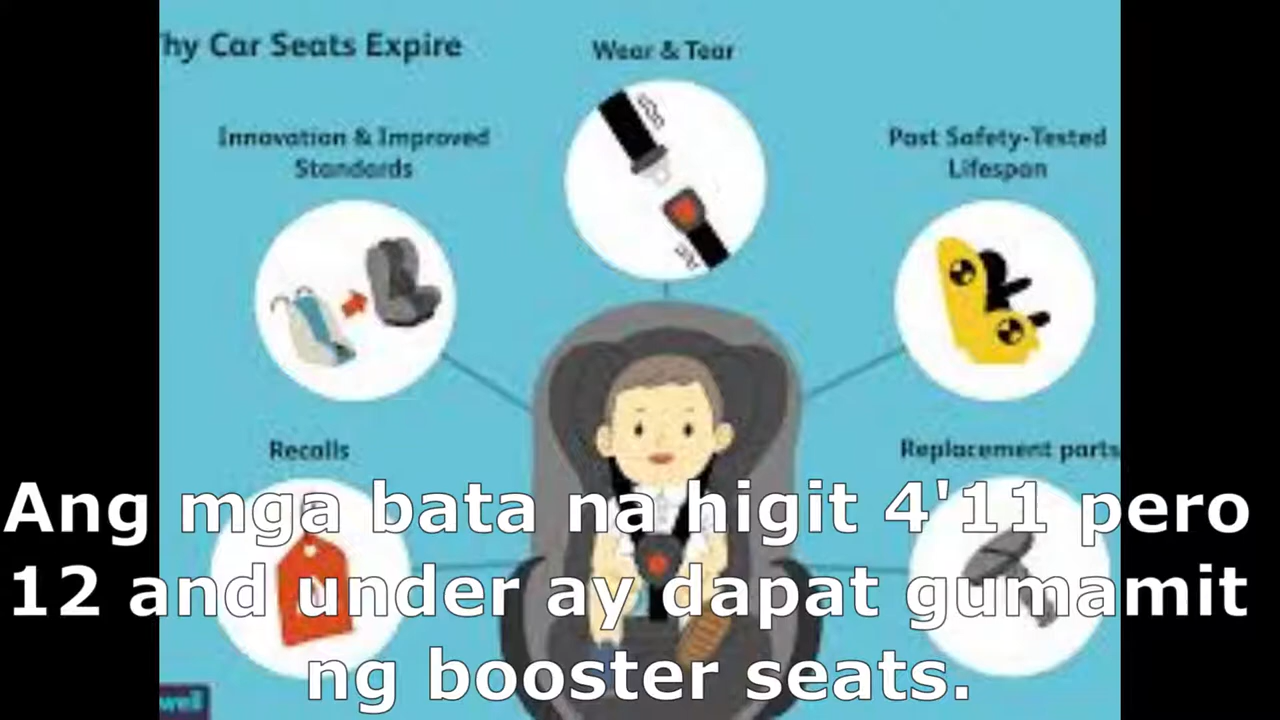 hy Car Seats Expire
Wear & Tear
Innovation & Improved
Standards
Past Safety-Tested
Lifespan
Recalls
Replacement parts
Ang mga bata na higit 4'11 pero
12 and under ay dapat gumamit
ng booster seats.
well